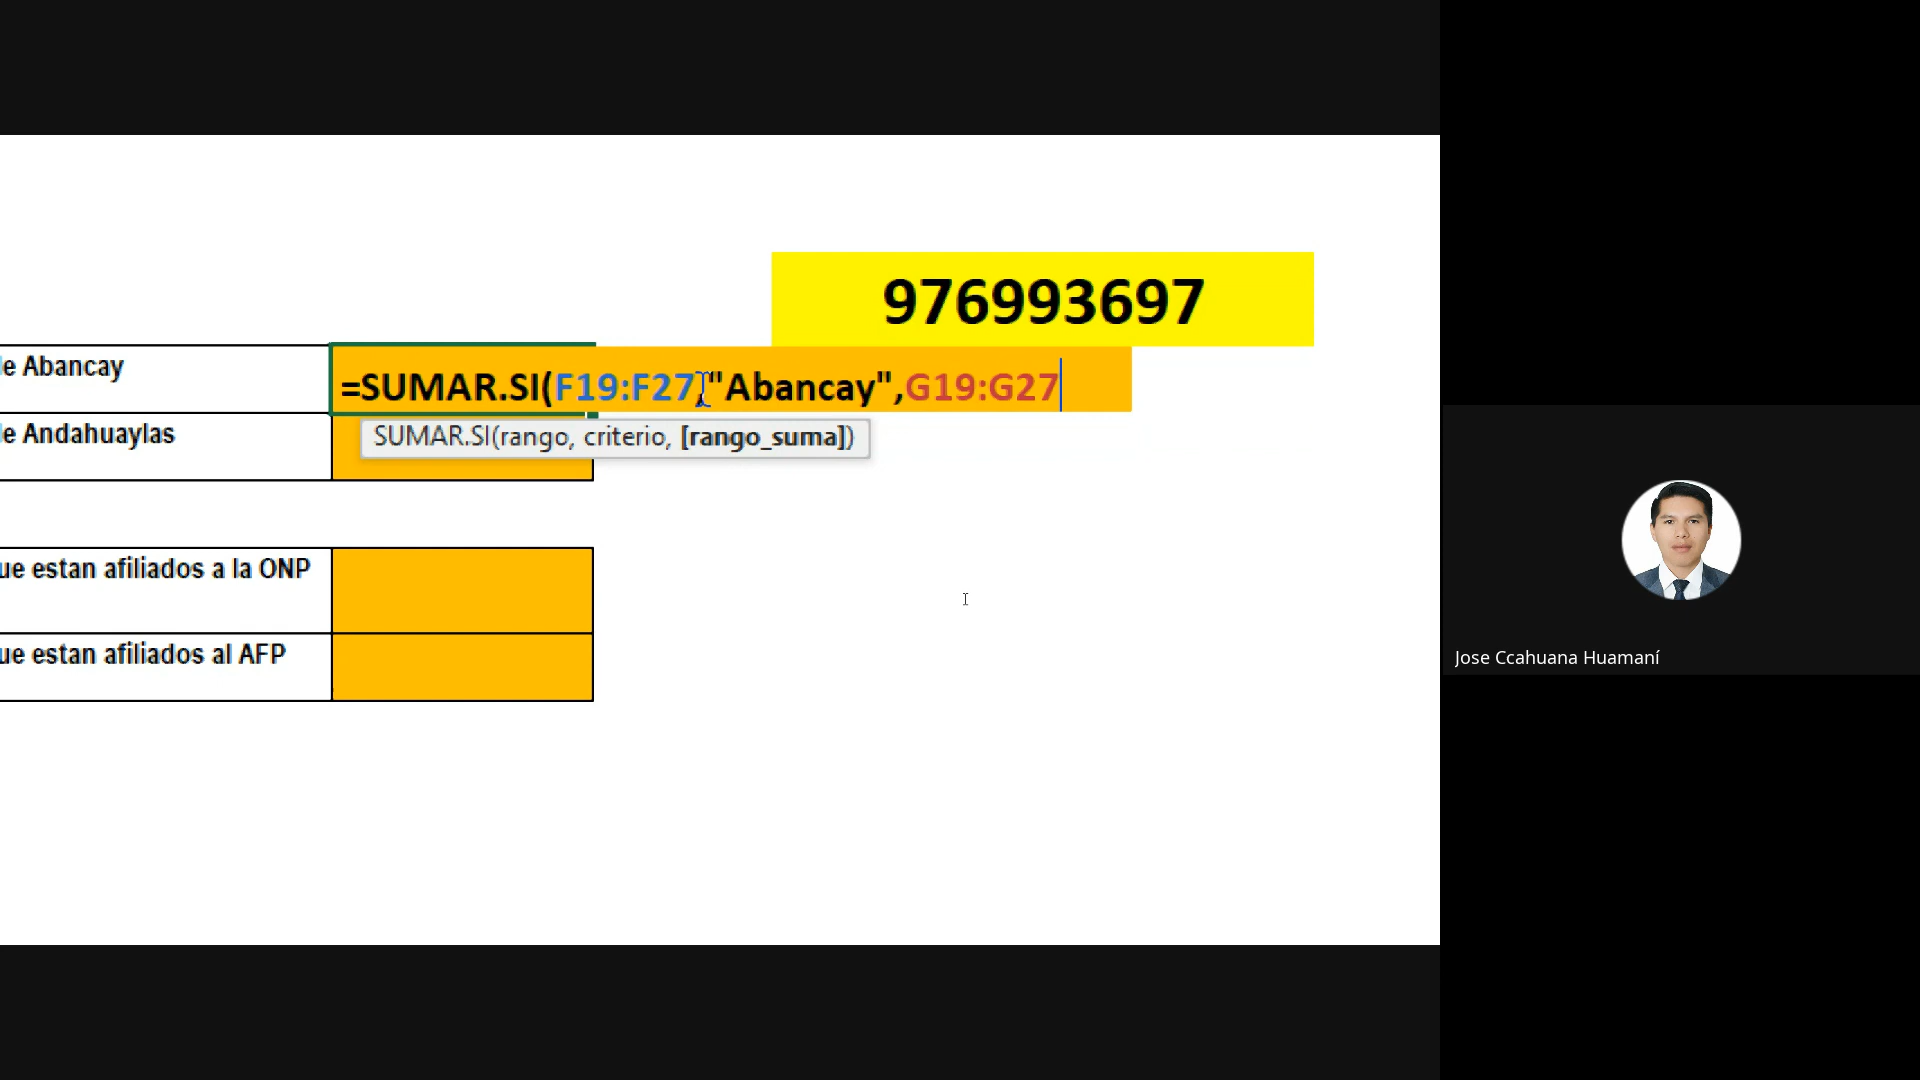 976993697
e Abancay
=SUMAR.SI(F19:F27,"Abancay",G19:G27
e Andahuaylas
SUMAR.SI(rango, criterio, [rango_suma])
ue estan afiliados a la ONP
ue estan afiliados al AFP
Jose Ccahuana Huamaní